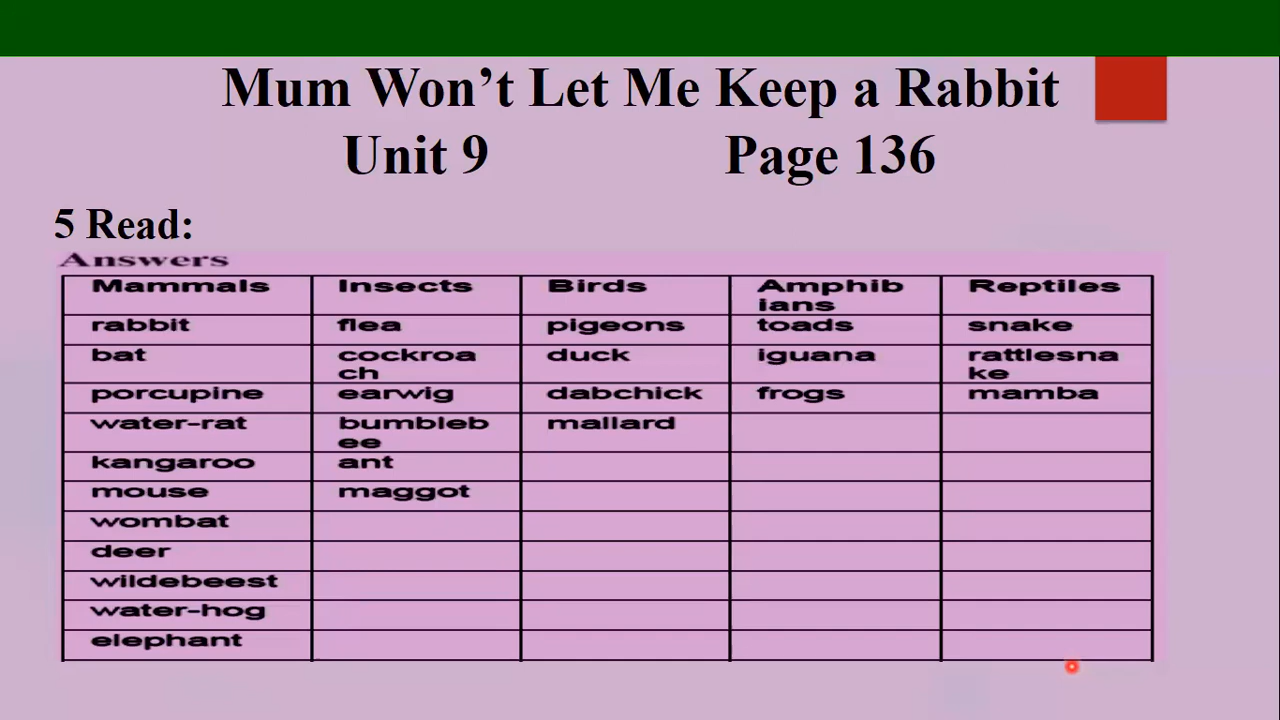 Mum Won't Let Me Keep a Rabbit
Unit 9 Page 136
5 Read:
Answers
Mammals Insects Birds Amphib Reptiles
ians
rabbit flea pigeons toads snake
bat cockroa duck iguana rattlesna
ch ke
porcupine earwig dabchick frogs mamba
water-rat bumbleb mallard
ee
kangaroo ant
mouse maggot
wombat
deer
wildebeest
water-hog
elephant